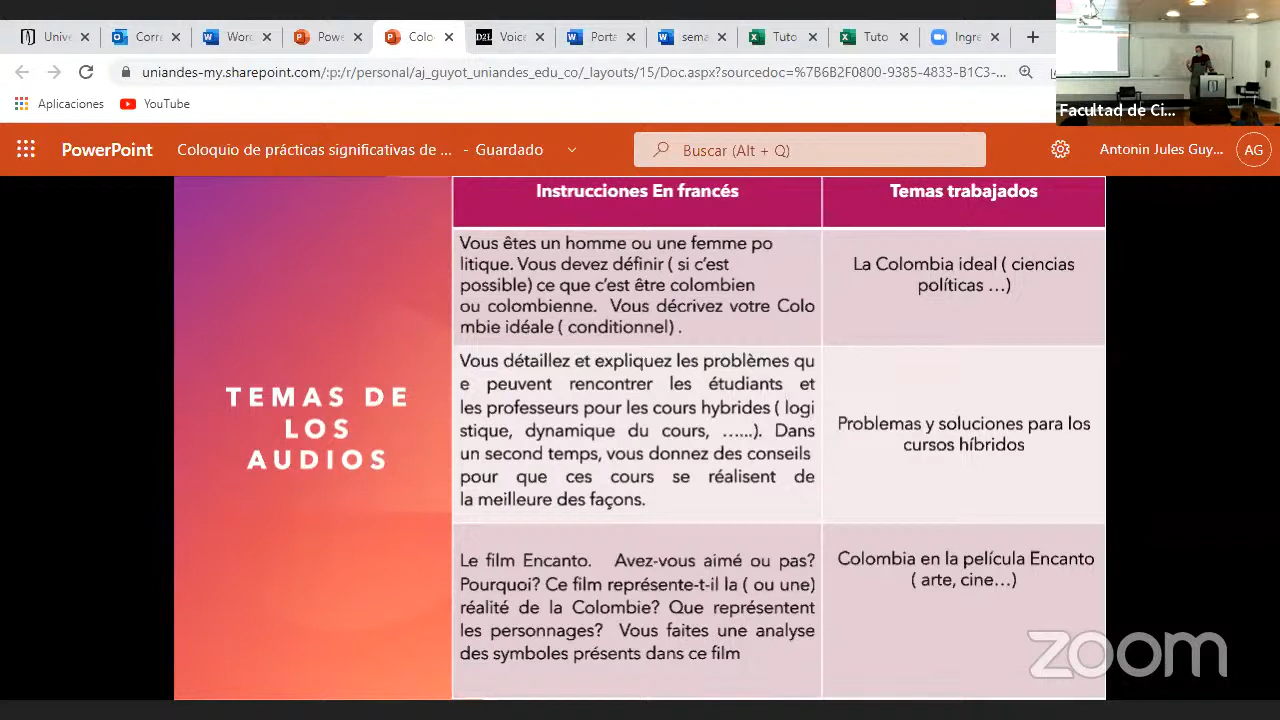 Unive
Corre
Word
Powe
Colo
Voice
Porta
sema
Tuto
Tuto
Ingre
uniandes-my.sharepoint.com/:p:/r/personal/aj_guyot_uniandes_edu_co/_layouts/15/Doc.aspx?sourcedoc=%7B6B2F0800-9385-4833-B1C3-...
Aplicaciones
YouTube
Facultad de Ci...
PowerPoint
Coloquio de prácticas significativas de ... - Guardado
Buscar (Alt + Q)
Antonin Jules Guy...
AG
TEMAS DE
LOS
AUDIOS
Instrucciones En francés
Temas trabajados
Vous êtes un homme ou une femme po
litique. Vous devez définir ( si c’est
possible) ce que c’est être colombien
ou colombienne. Vous décrivez votre Colo
mbie idéale ( conditionnel) .
La Colombia ideal ( ciencias
políticas …)
Vous détaillez et expliquez les problèmes qu
e peuvent rencontrer les étudiants et
les professeurs pour les cours hybrides ( logi
stique, dynamique du cours, …...). Dans
un second temps, vous donnez des conseils
pour que ces cours se réalisent de
la meilleure des façons.
Problemas y soluciones para los
cursos híbridos
Le film Encanto. Avez-vous aimé ou pas?
Pourquoi? Ce film représente-t-il la ( ou une)
réalité de la Colombie? Que représentent
les personnages? Vous faites une analyse
des symboles présents dans ce film
Colombia en la película Encanto
( arte, cine…)
zoom